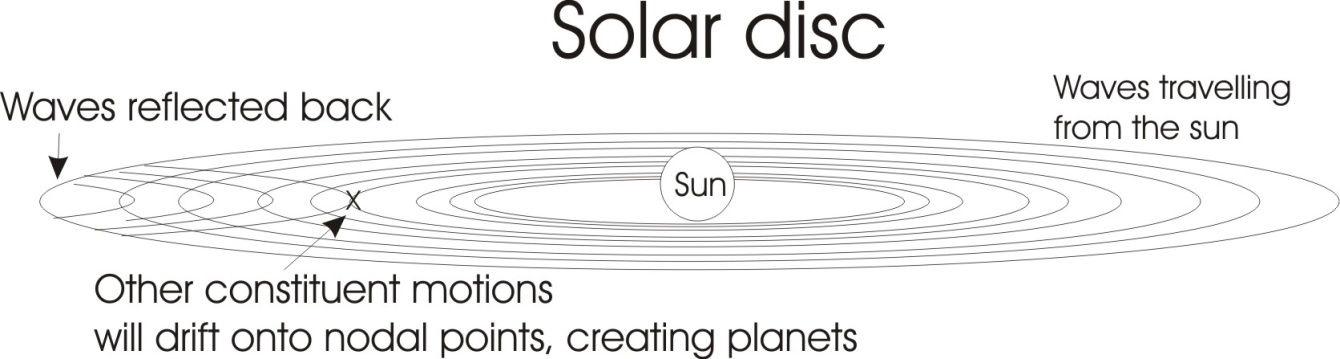 Solar disc
Waves reflected back
Waves travelling
from the sun
Sun
X
Other constituent motions
will drift onto nodal points, creating planets